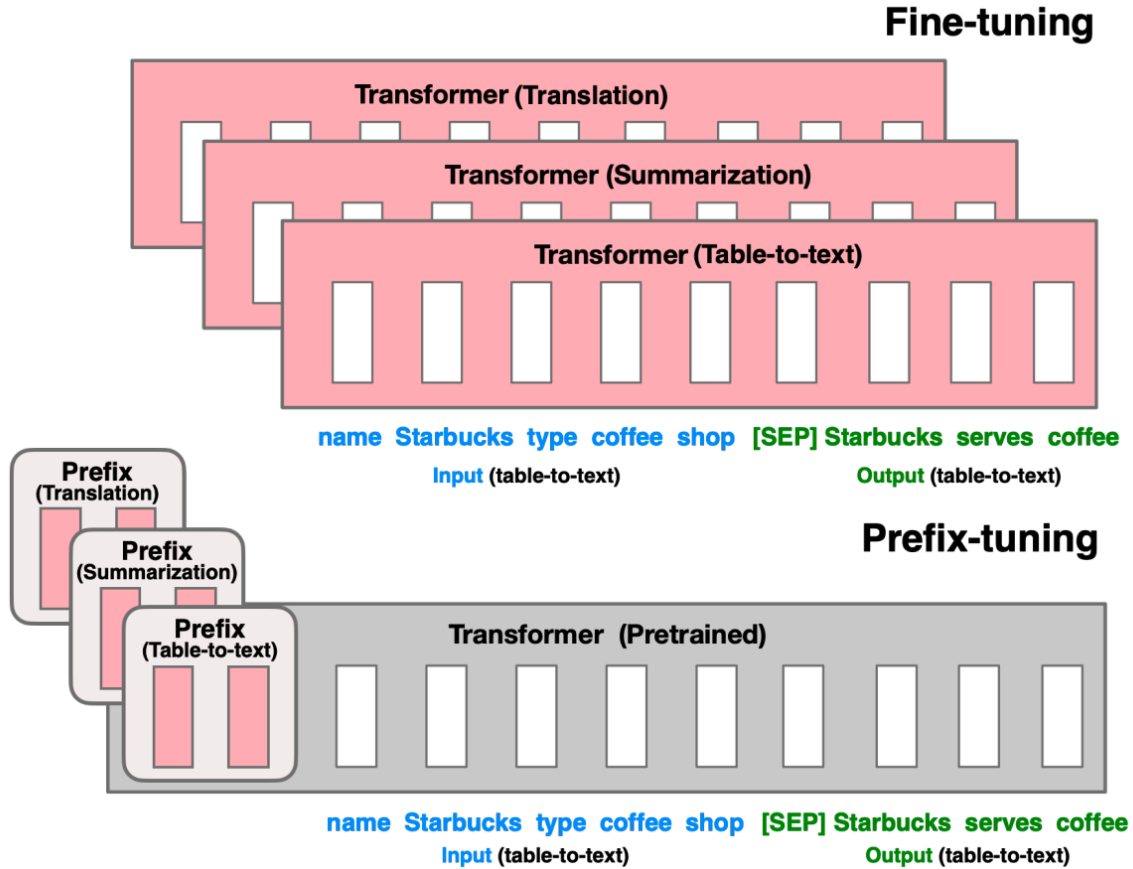 Fine-tuning
Transformer (Translation)
Transformer (Summarization)
Transformer (Table-to-text)
name Starbucks type coffee shop [SEP] Starbucks serves coffee
Input (table-to-text) Output (table-to-text)
Prefix
(Translation)
Prefix-tuning
Prefix
(Summarization)
Prefix
(Table-to-text)
Transformer (Pretrained)
name Starbucks type coffee shop [SEP] Starbucks serves coffee
Input (table-to-text) Output (table-to-text)